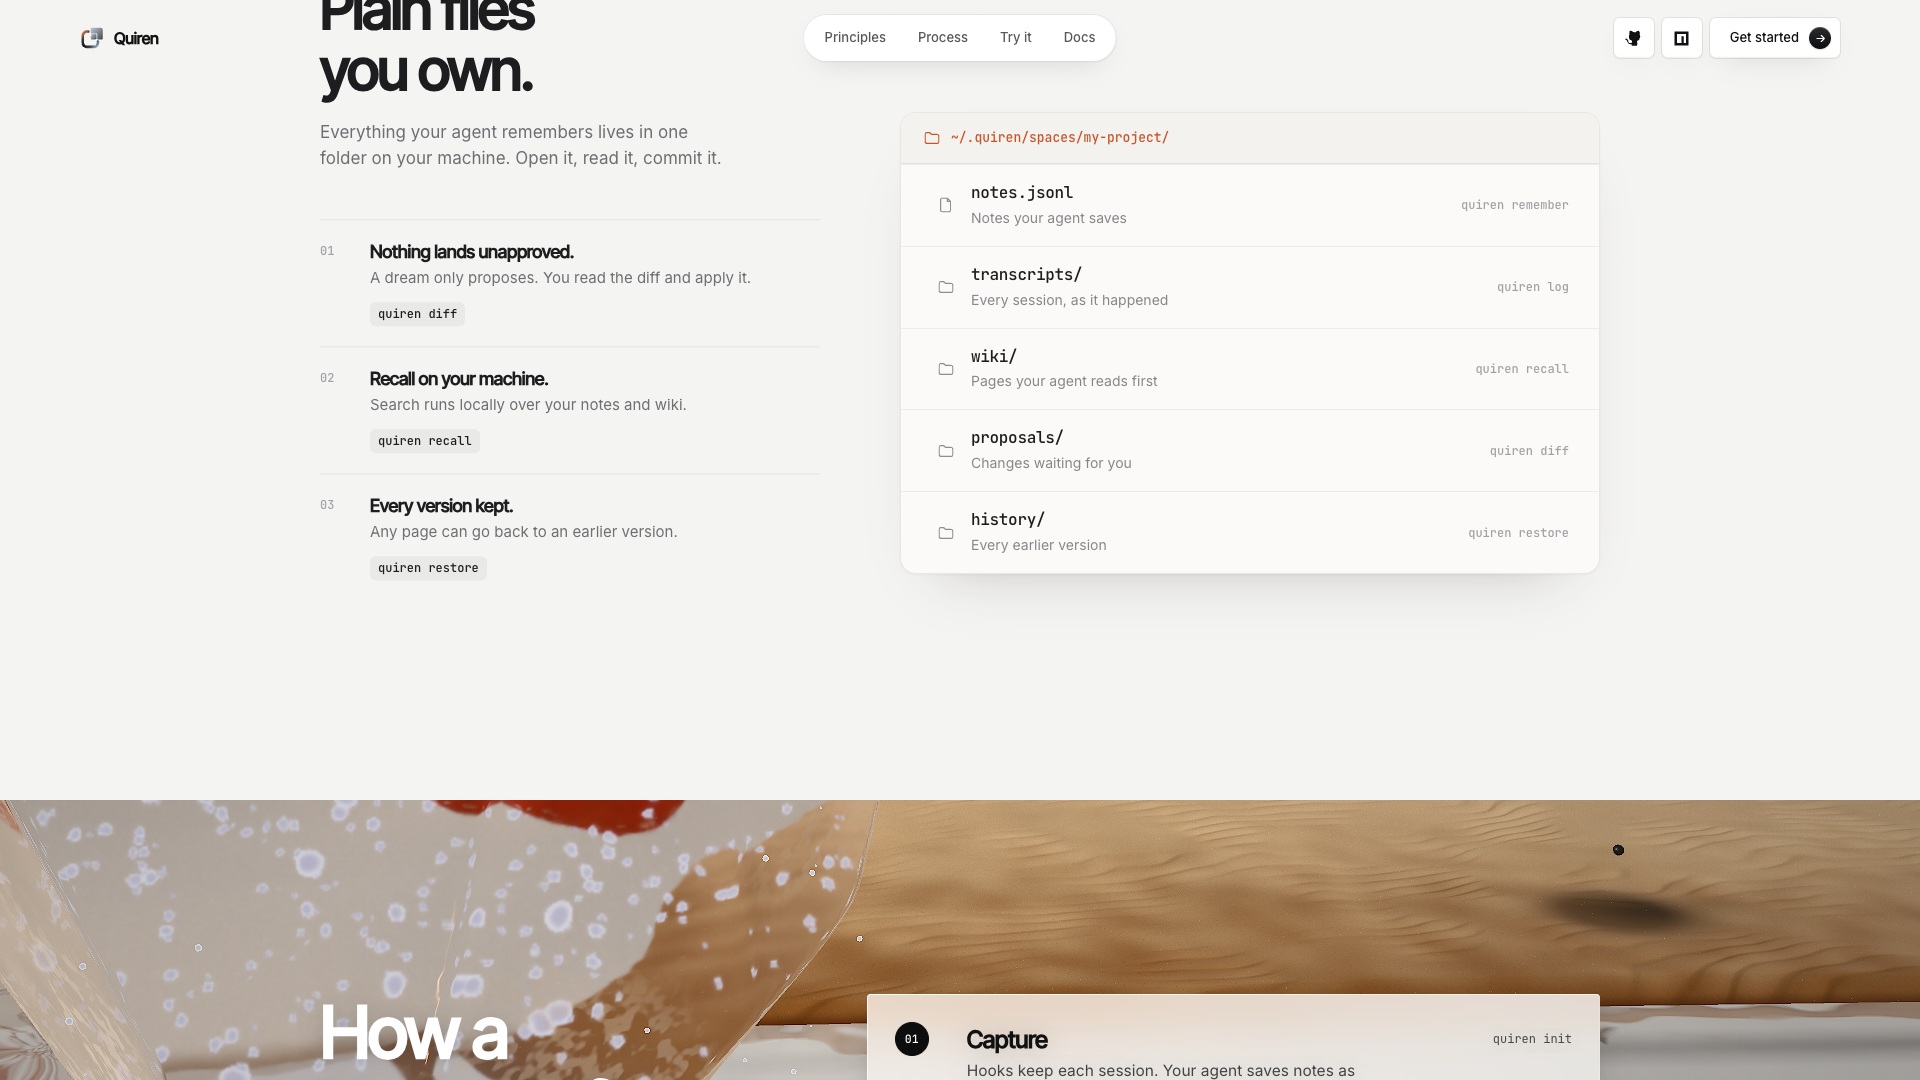 Plain files
you own.
Quiren
Principles
Process
Try it
Docs
Get started
Everything your agent remembers lives in one
folder on your machine. Open it, read it, commit it.
01
Nothing lands unapproved.
A dream only proposes. You read the diff and apply it.
quiren diff
02
Recall on your machine.
Search runs locally over your notes and wiki.
quiren recall
03
Every version kept.
Any page can go back to an earlier version.
quiren restore
~/.quiren/spaces/my-project/
notes.jsonl
Notes your agent saves
quiren remember
transcripts/
Every session, as it happened
quiren log
wiki/
Pages your agent reads first
quiren recall
proposals/
Changes waiting for you
quiren diff
history/
Every earlier version
quiren restore
How a
01
Capture
quiren init
Hooks keep each session. Your agent saves notes as